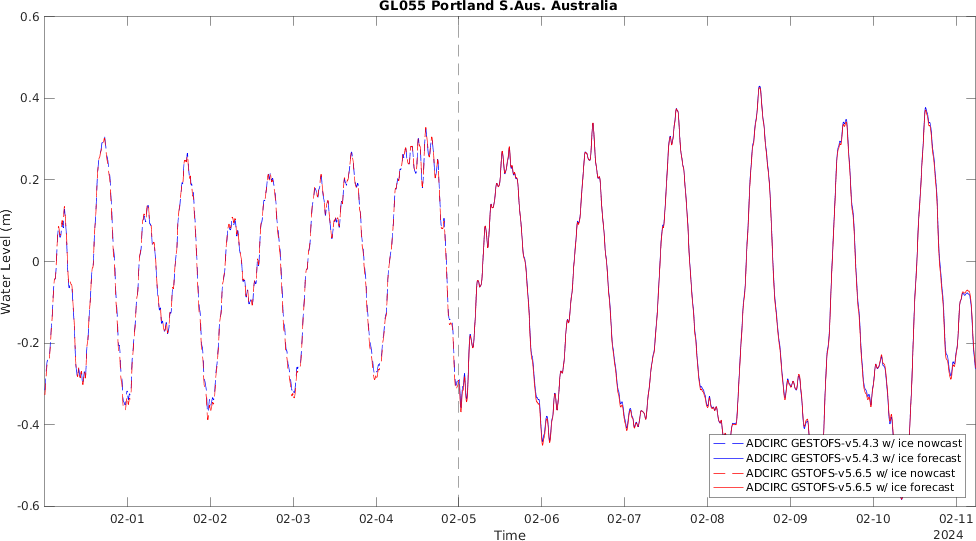 GL055 Portland S.Aus. Australia
0.6
0.4
0.2
0
-0.2
-0.4
-0.6
Water Level (m)
02-01
02-02
02-03
02-04
02-05
02-06
02-07
02-08
02-09
02-10
02-11
2024
Time
ADCIRC GESTOFS-v5.4.3 w/ ice nowcast
ADCIRC GESTOFS-v5.4.3 w/ ice forecast
ADCIRC GSTOFS-v5.6.5 w/ ice nowcast
ADCIRC GSTOFS-v5.6.5 w/ ice forecast